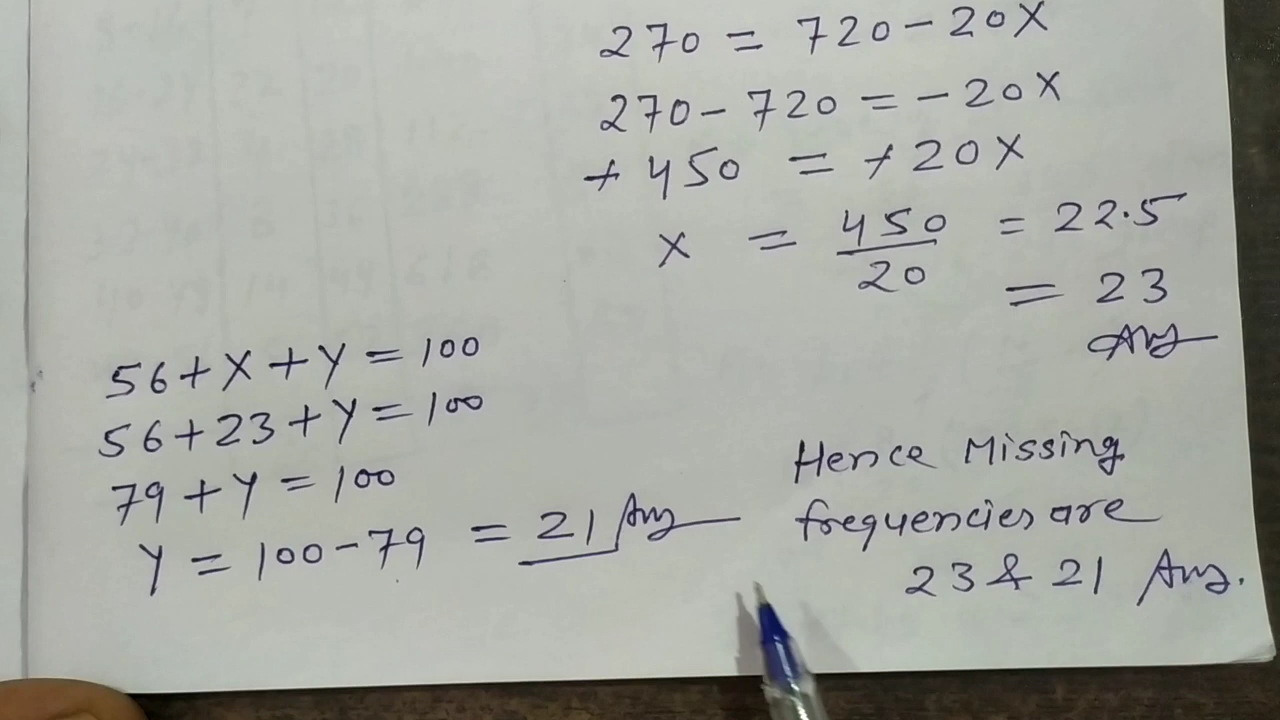 270 = 720 - 20X
270 - 720 = - 20X
+ 450 = + 20X
X = 450/20 = 22.5
= 23
Ans
56 + X + Y = 100
56 + 23 + Y = 100
79 + Y = 100
Y = 100 - 79 = 21 Ans
Hence Missing
frequencies are
23 & 21 Ans.